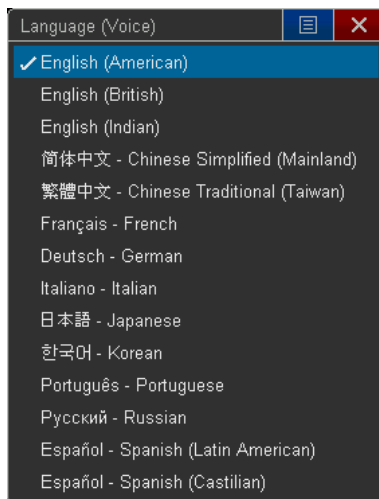 Language (Voice)
English (American)
English (British)
English (Indian)
简体中文 - Chinese Simplified (Mainland)
繁體中文 - Chinese Traditional (Taiwan)
Français - French
Deutsch - German
Italiano - Italian
日本語 - Japanese
한국어 - Korean
Português - Portuguese
Русский - Russian
Español - Spanish (Latin American)
Español - Spanish (Castilian)